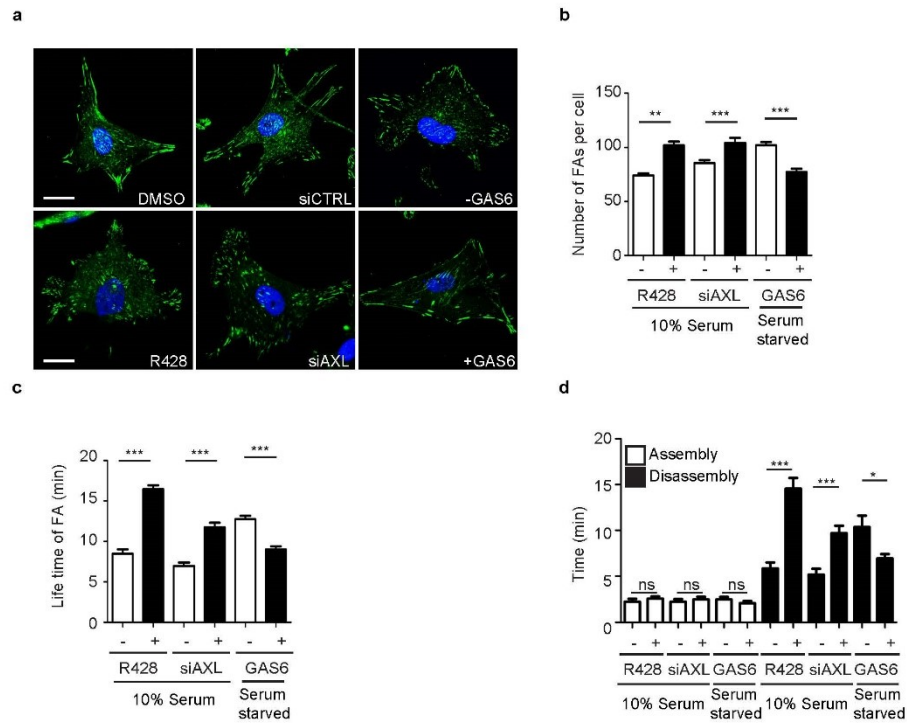 a
DMSO siCTRL -GAS6
R428 siAXL +GAS6
b
Number of FAs per cell
150
100
50
0
** *** ***
- + - + - +
R428 siAXL GAS6
10% Serum Serum starved
c
Life time of FA (min)
20
15
10
5
0
*** *** ***
- + - + - +
R428 siAXL GAS6
10% Serum Serum starved
d
Time (min)
20
15
10
5
0
Assembly
Disassembly
ns ns ns *** *** *
- + - + - + - + - + - +
R428 siAXL GAS6 R428 siAXL GAS6
10% Serum Serum starved 10% Serum Serum starved